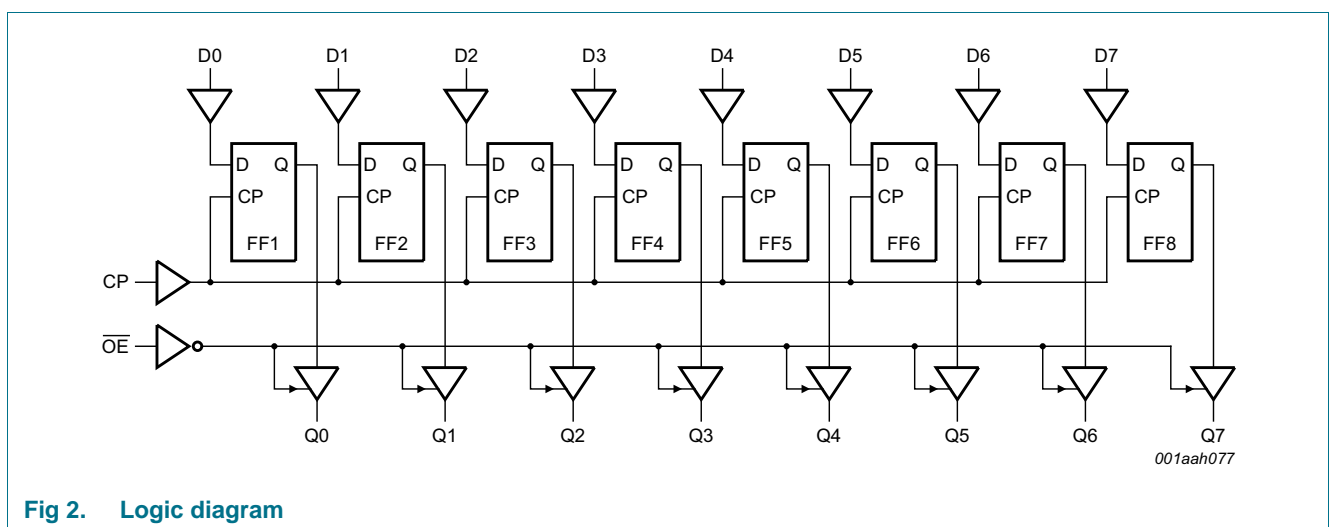 D0 D1 D2 D3 D4 D5 D6 D7
D Q D Q D Q D Q D Q D Q D Q D Q
CP CP CP CP CP CP CP CP
FF1 FF2 FF3 FF4 FF5 FF6 FF7 FF8
CP
O̅E̅
Q0 Q1 Q2 Q3 Q4 Q5 Q6 Q7
001aah077
Fig 2. Logic diagram